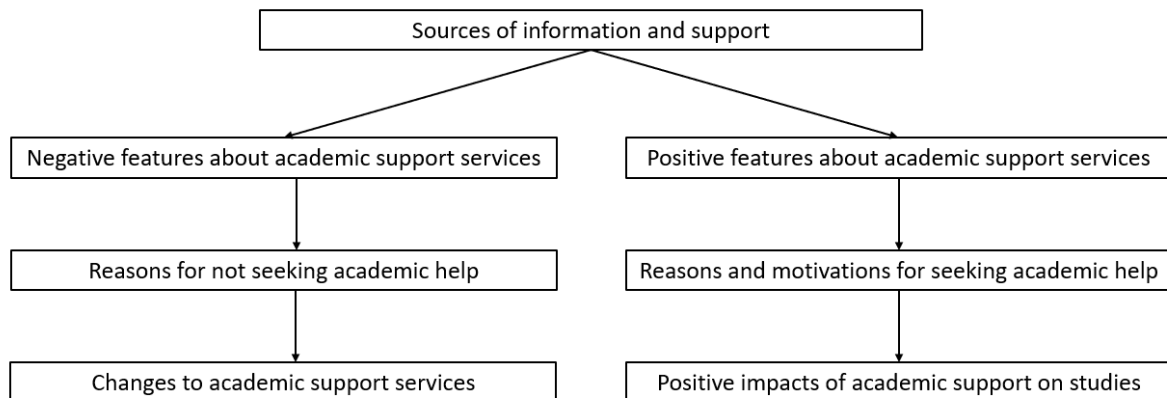 Sources of information and support
Negative features about academic support services
Positive features about academic support services
Reasons for not seeking academic help
Reasons and motivations for seeking academic help
Changes to academic support services
Positive impacts of academic support on studies